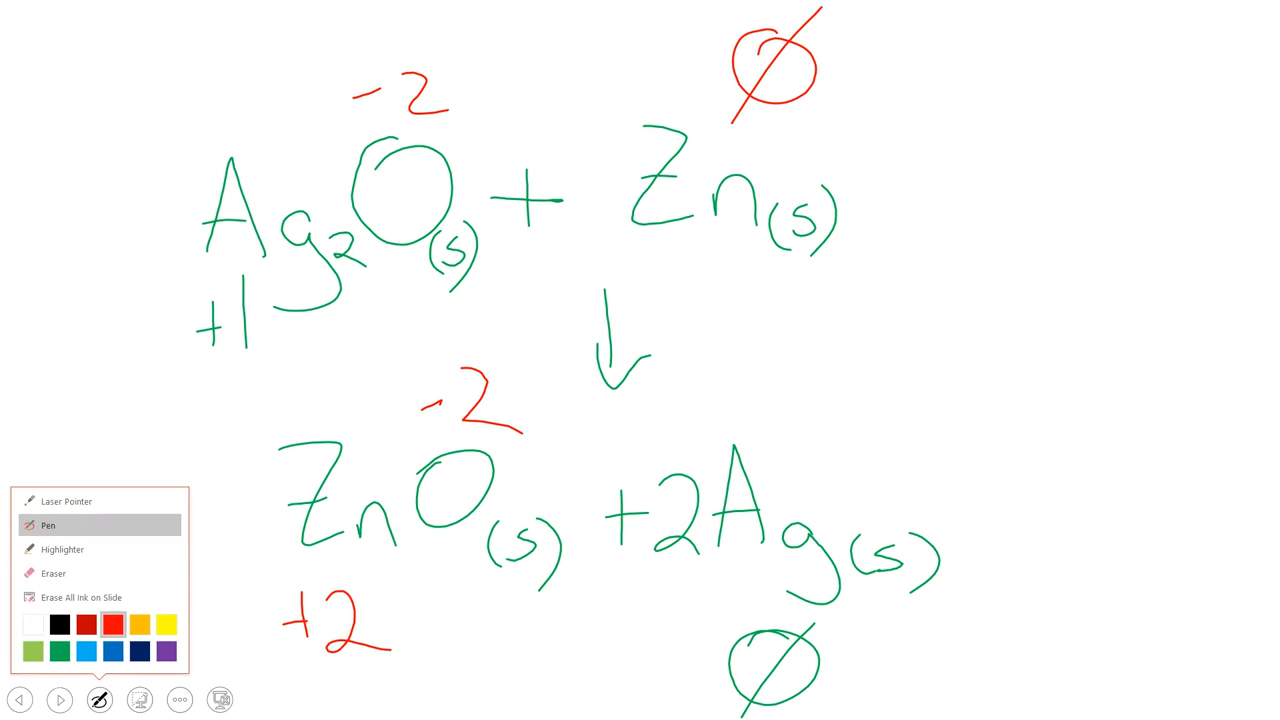 -2 Ø
Ag2O(s) + Zn(s)
+1
↓
-2
ZnO(s) + 2Ag(s)
+2 Ø
Laser Pointer
Pen
Highlighter
Eraser
Erase All Ink on Slide